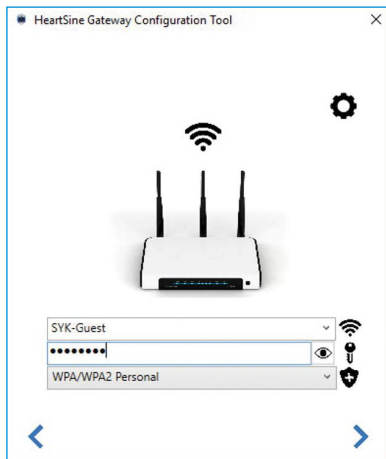 HeartSine Gateway Configuration Tool
SYK-Guest
••••••••
WPA/WPA2 Personal